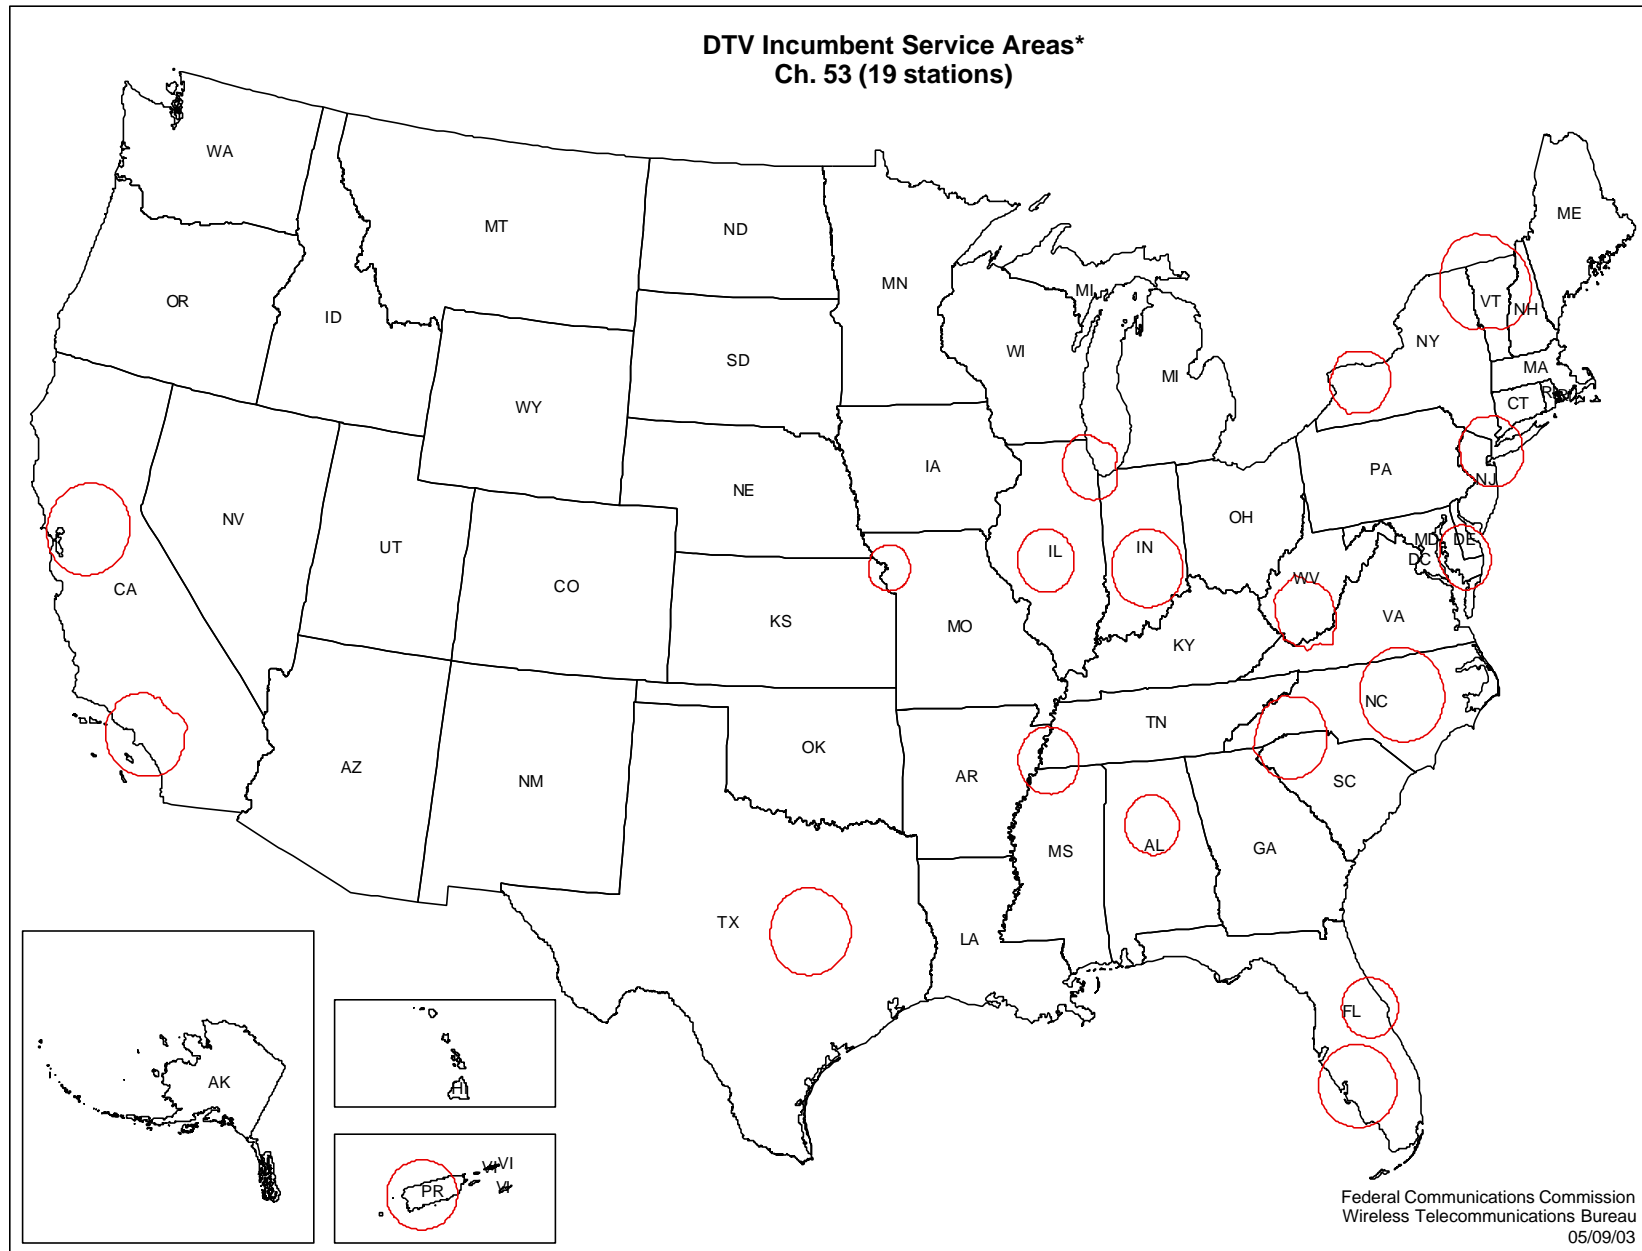 DTV Incumbent Service Areas*
Ch. 53 (19 stations)
WA
MT
ND
MN
ME
OR
ID
MI
VT
NH
WI
NY
SD
MI
MA
WY
RI
CT
IA
PA
NE
NJ
NV
OH
UT
IL
IN
MD
DE
DC
CA
CO
WV
KS
MO
VA
KY
NC
TN
OK
AZ
NM
AR
SC
MS
AL
GA
TX
LA
FL
AK
HI
VI
VI
PR
VI
Federal Communications Commission
Wireless Telecommunications Bureau
05/09/03